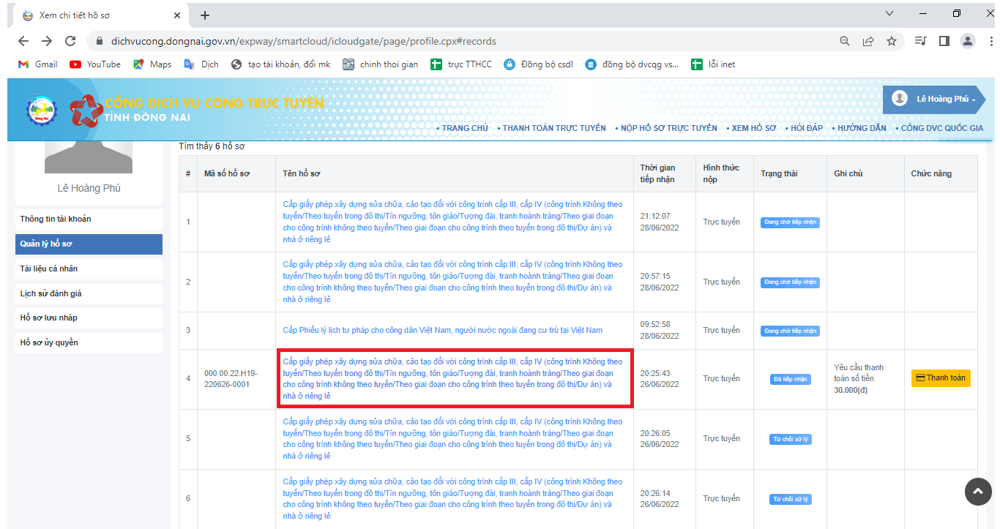 Xem chi tiết hồ sơ
dichvucong.dongnai.gov.vn/expway/smartcloud/icloudgate/page/profile.cpx#records
Gmail YouTube Maps Dịch tạo tài khoản, đổi mk chinh thoi gian trực TTHCC Đồng bộ csdl đồng bộ dvcqg vs... lỗi inet
CỔNG DỊCH VỤ CÔNG TRỰC TUYẾN
TỈNH ĐỒNG NAI
Đồng Nai
Lê Hoàng Phú
• TRANG CHỦ • THANH TOÁN TRỰC TUYẾN • NỘP HỒ SƠ TRỰC TUYẾN • XEM HỒ SƠ • HỎI ĐÁP • HƯỚNG DẪN • CỔNG DVC QUỐC GIA
Lê Hoàng Phú
Thông tin tài khoản
Quản lý hồ sơ
Tài liệu cá nhân
Lịch sử đánh giá
Hồ sơ lưu nháp
Hồ sơ ủy quyền
Tìm thấy 6 hồ sơ
# Mã số hồ sơ Tên hồ sơ Thời gian tiếp nhận Hình thức nộp Trạng thái Ghi chú Chức năng
1
Cấp giấy phép xây dựng sửa chữa, cảo tạo đối với công trình cấp III, cấp IV (công trình Không theo
tuyến/Theo tuyến trong đô thị/Tín ngưỡng, tôn giáo/Tượng đài, tranh hoành tráng/Theo giai đoạn
cho công trình không theo tuyến/Theo giai đoạn cho công trình theo tuyến trong đô thị/Dự án) và
nhà ở riêng lẻ
21:12:07
28/06/2022
Trực tuyến
Đang chờ tiếp nhận
2
Cấp giấy phép xây dựng sửa chữa, cảo tạo đối với công trình cấp III, cấp IV (công trình Không theo
tuyến/Theo tuyến trong đô thị/Tín ngưỡng, tôn giáo/Tượng đài, tranh hoành tráng/Theo giai đoạn
cho công trình không theo tuyến/Theo giai đoạn cho công trình theo tuyến trong đô thị/Dự án) và
nhà ở riêng lẻ
20:57:15
28/06/2022
Trực tuyến
Đang chờ tiếp nhận
3
Cấp Phiếu lý lịch tư pháp cho công dân Việt Nam, người nước ngoài đang cư trú tại Việt Nam
09:52:58
28/06/2022
Trực tuyến
Đang chờ tiếp nhận
4
000.00.22.H19-
220626-0001
Cấp giấy phép xây dựng sửa chữa, cảo tạo đối với công trình cấp III, cấp IV (công trình Không theo
tuyến/Theo tuyến trong đô thị/Tín ngưỡng, tôn giáo/Tượng đài, tranh hoành tráng/Theo giai đoạn
cho công trình không theo tuyến/Theo giai đoạn cho công trình theo tuyến trong đô thị/Dự án) và
nhà ở riêng lẻ
20:25:43
26/06/2022
Trực tuyến
Đã tiếp nhận
Yêu cầu thanh
toán số tiền
30.000(đ)
Thanh toán
5
Cấp giấy phép xây dựng sửa chữa, cảo tạo đối với công trình cấp III, cấp IV (công trình Không theo
tuyến/Theo tuyến trong đô thị/Tín ngưỡng, tôn giáo/Tượng đài, tranh hoành tráng/Theo giai đoạn
cho công trình không theo tuyến/Theo giai đoạn cho công trình theo tuyến trong đô thị/Dự án) và
nhà ở riêng lẻ
20:26:05
26/06/2022
Trực tuyến
Từ chối xử lý
6
Cấp giấy phép xây dựng sửa chữa, cảo tạo đối với công trình cấp III, cấp IV (công trình Không theo
tuyến/Theo tuyến trong đô thị/Tín ngưỡng, tôn giáo/Tượng đài, tranh hoành tráng/Theo giai đoạn
cho công trình không theo tuyến/Theo giai đoạn cho công trình theo tuyến trong đô thị/Dự án) và
nhà ở riêng lẻ
20:26:14
26/06/2022
Trực tuyến
Từ chối xử lý